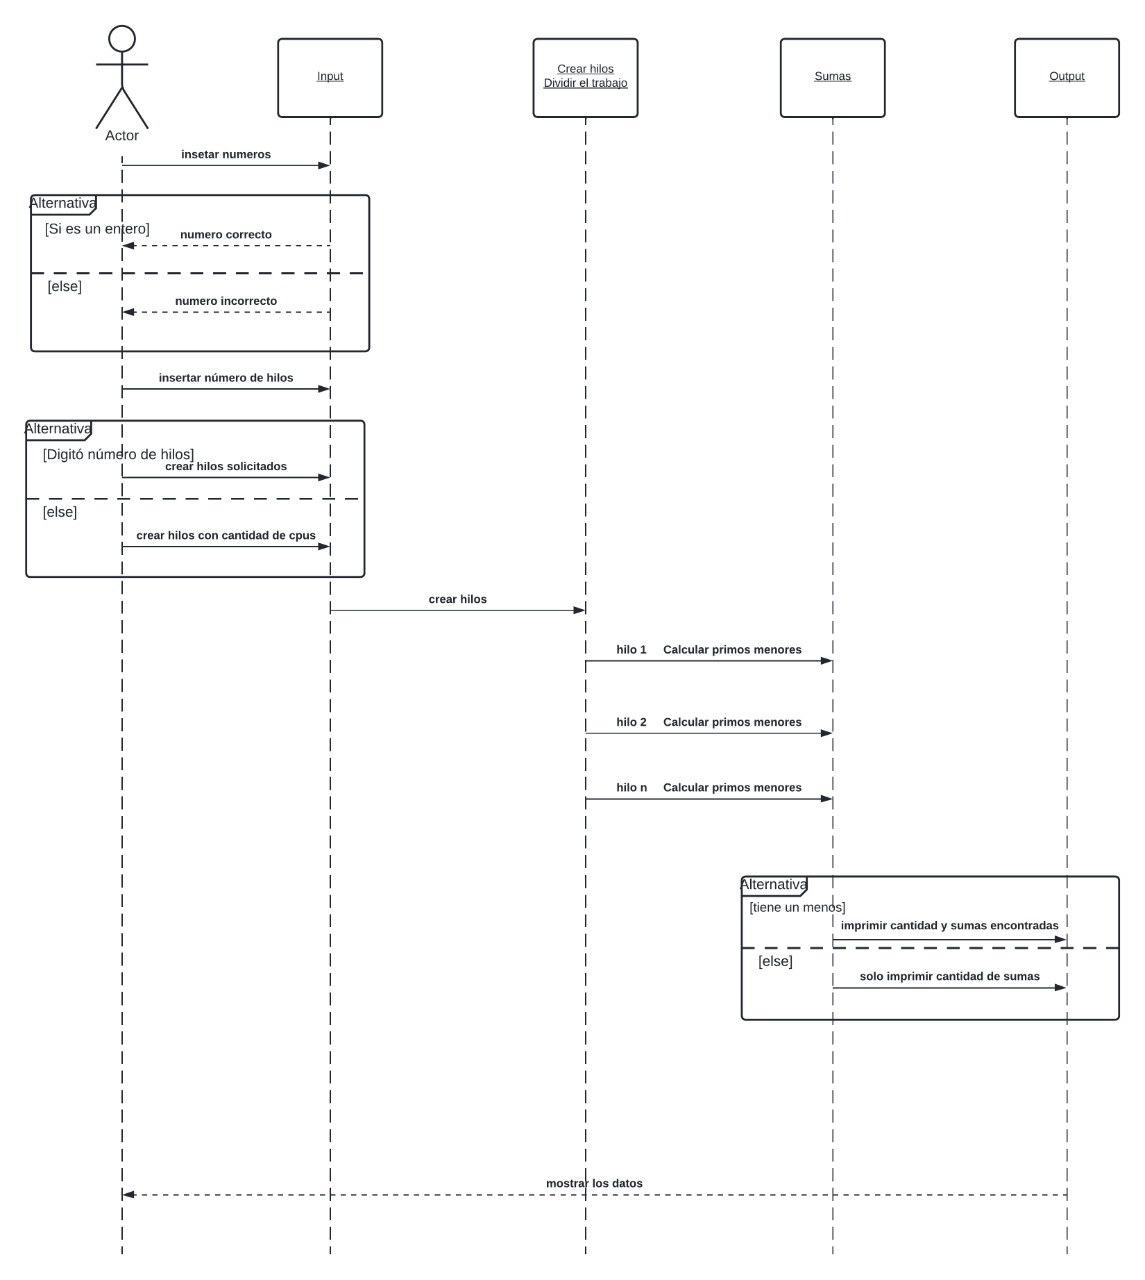 Input
Crear hilos
Dividir el trabajo
Sumas
Output
Actor
insetar numeros
Alternativa
[Si es un entero]
numero correcto
[else]
numero incorrecto
insertar número de hilos
Alternativa
[Digitó número de hilos]
crear hilos solicitados
[else]
crear hilos con cantidad de cpus
crear hilos
hilo 1 Calcular primos menores
hilo 2 Calcular primos menores
hilo n Calcular primos menores
Alternativa
[tiene un menos]
imprimir cantidad y sumas encontradas
[else]
solo imprimir cantidad de sumas
mostrar los datos